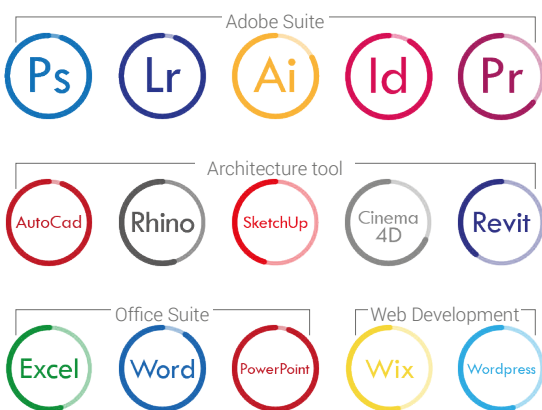 Adobe Suite
Ps Lr Ai Id Pr
Architecture tool
AutoCad Rhino SketchUp Cinema 4D Revit
Office Suite Web Development
Excel Word PowerPoint Wix Wordpress